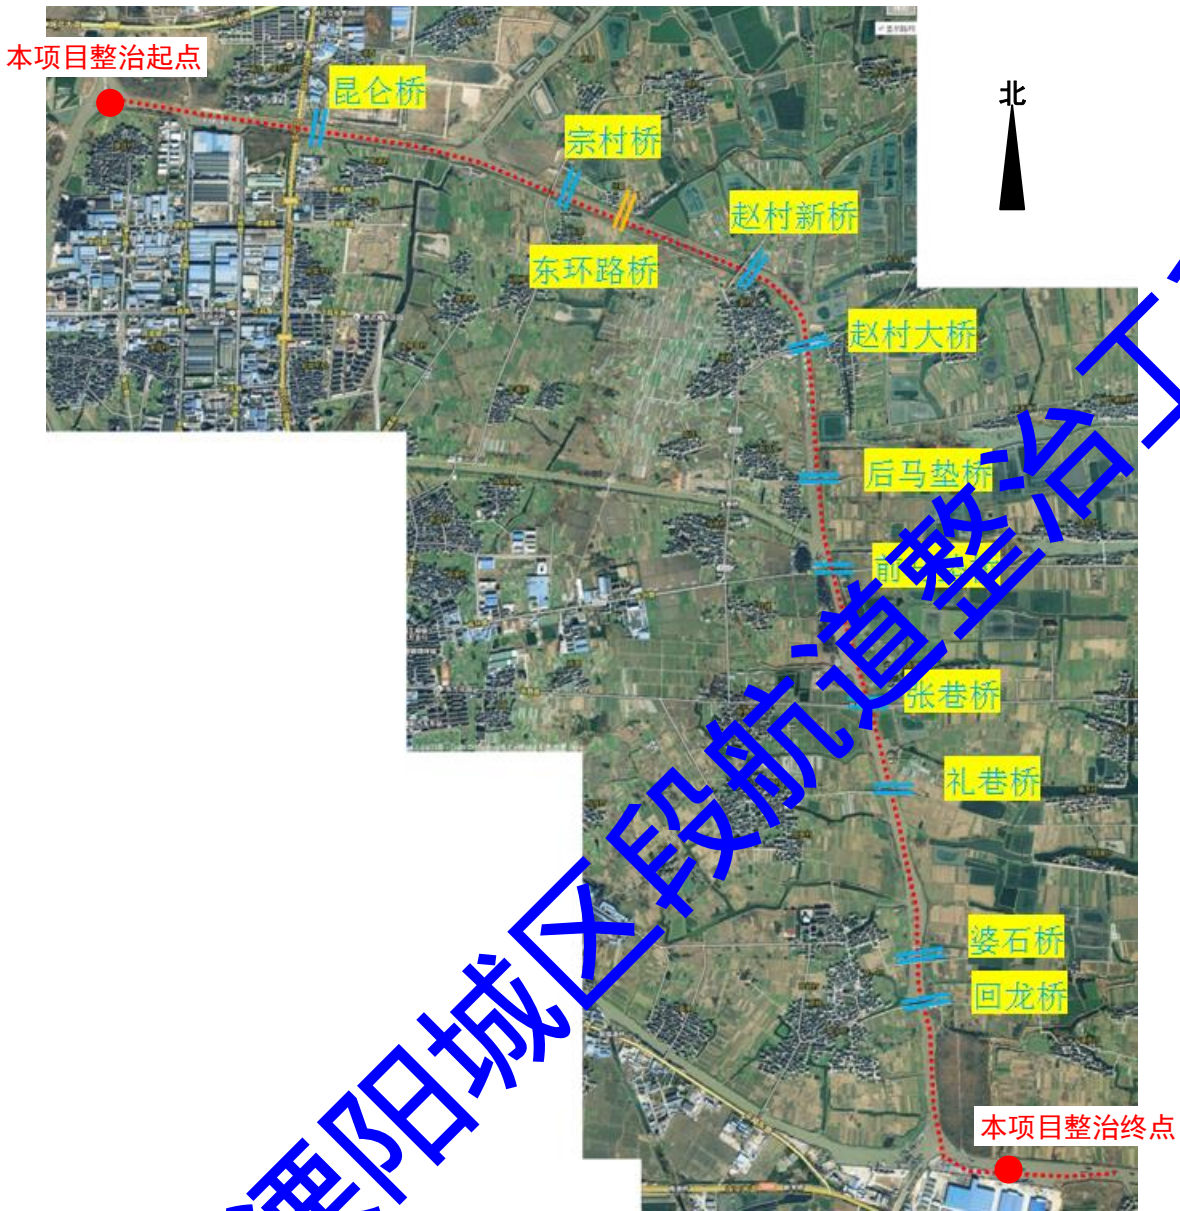 本项目整治起点
昆仑桥
北
宗村桥
赵村新桥
东环路桥
赵村大桥
后马垫桥
前
张巷桥
礼巷桥
婆石桥
回龙桥
本项目整治终点
溧阳城区段航道整治工